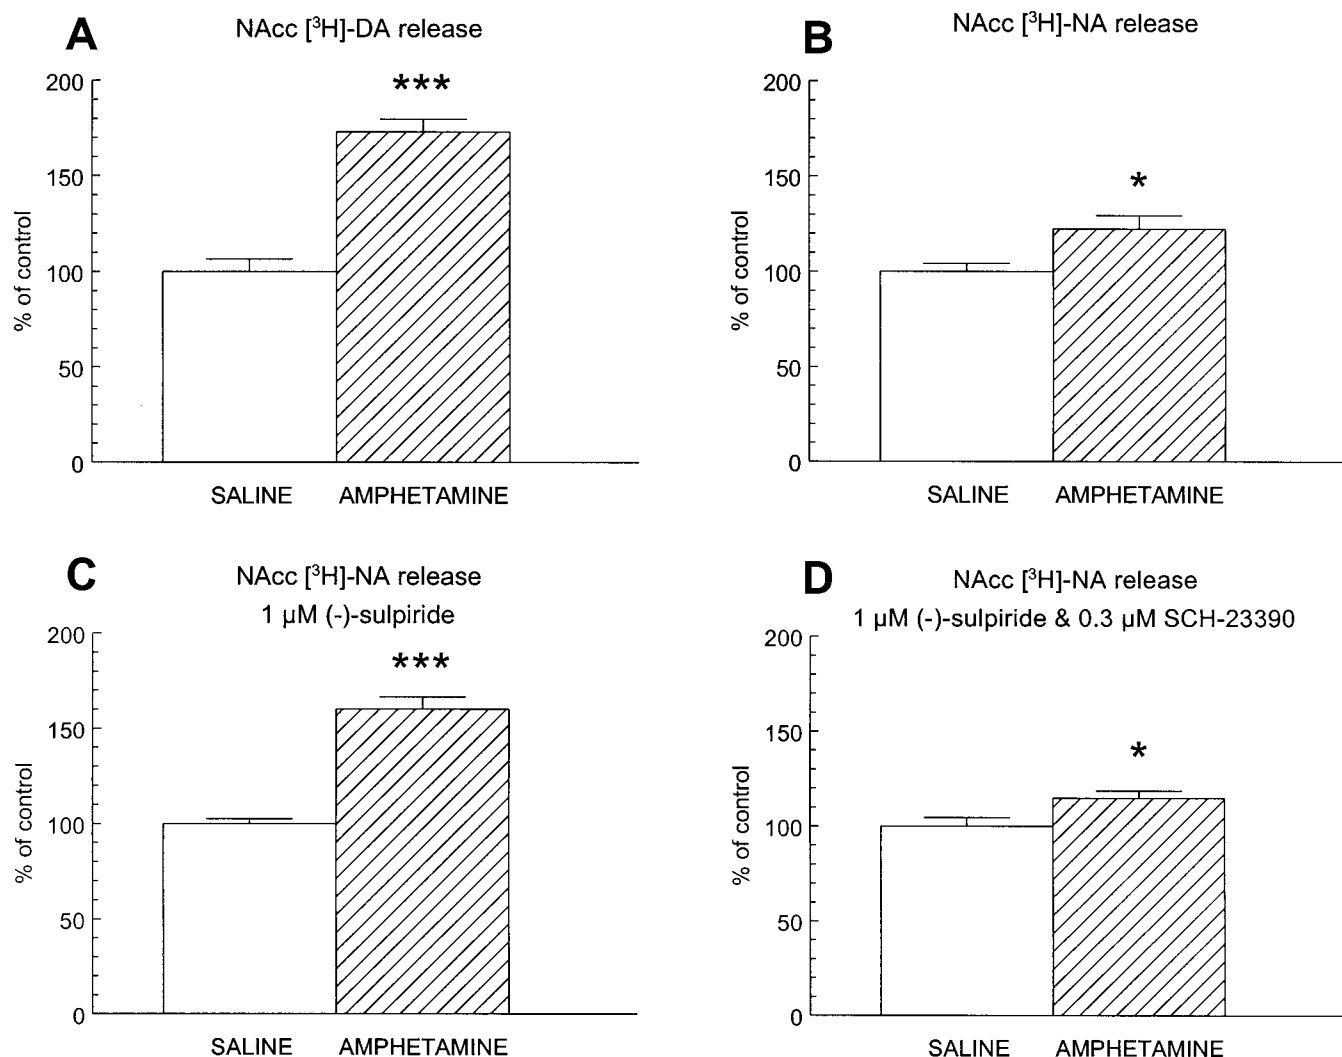 A
NAcc [³H]-DA release
200
***
150
100
50
0
% of control
SALINE AMPHETAMINE
B
NAcc [³H]-NA release
200
150
*
100
50
0
% of control
SALINE AMPHETAMINE
C
NAcc [³H]-NA release
1 µM (-)-sulpiride
200
***
150
100
50
0
% of control
SALINE AMPHETAMINE
D
NAcc [³H]-NA release
1 µM (-)-sulpiride & 0.3 µM SCH-23390
200
150
*
100
50
0
% of control
SALINE AMPHETAMINE